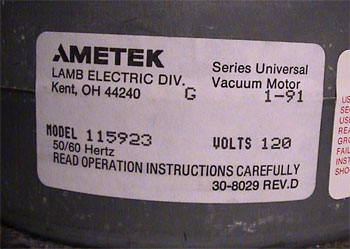 AMETEK
LAMB ELECTRIC DIV.
Kent, OH 44240
G
Series Universal
Vacuum Motor
1-91
MODEL 115923
VOLTS 120
50/60 Hertz
READ OPERATION INSTRUCTIONS CAREFULLY
30-8029 REV.D